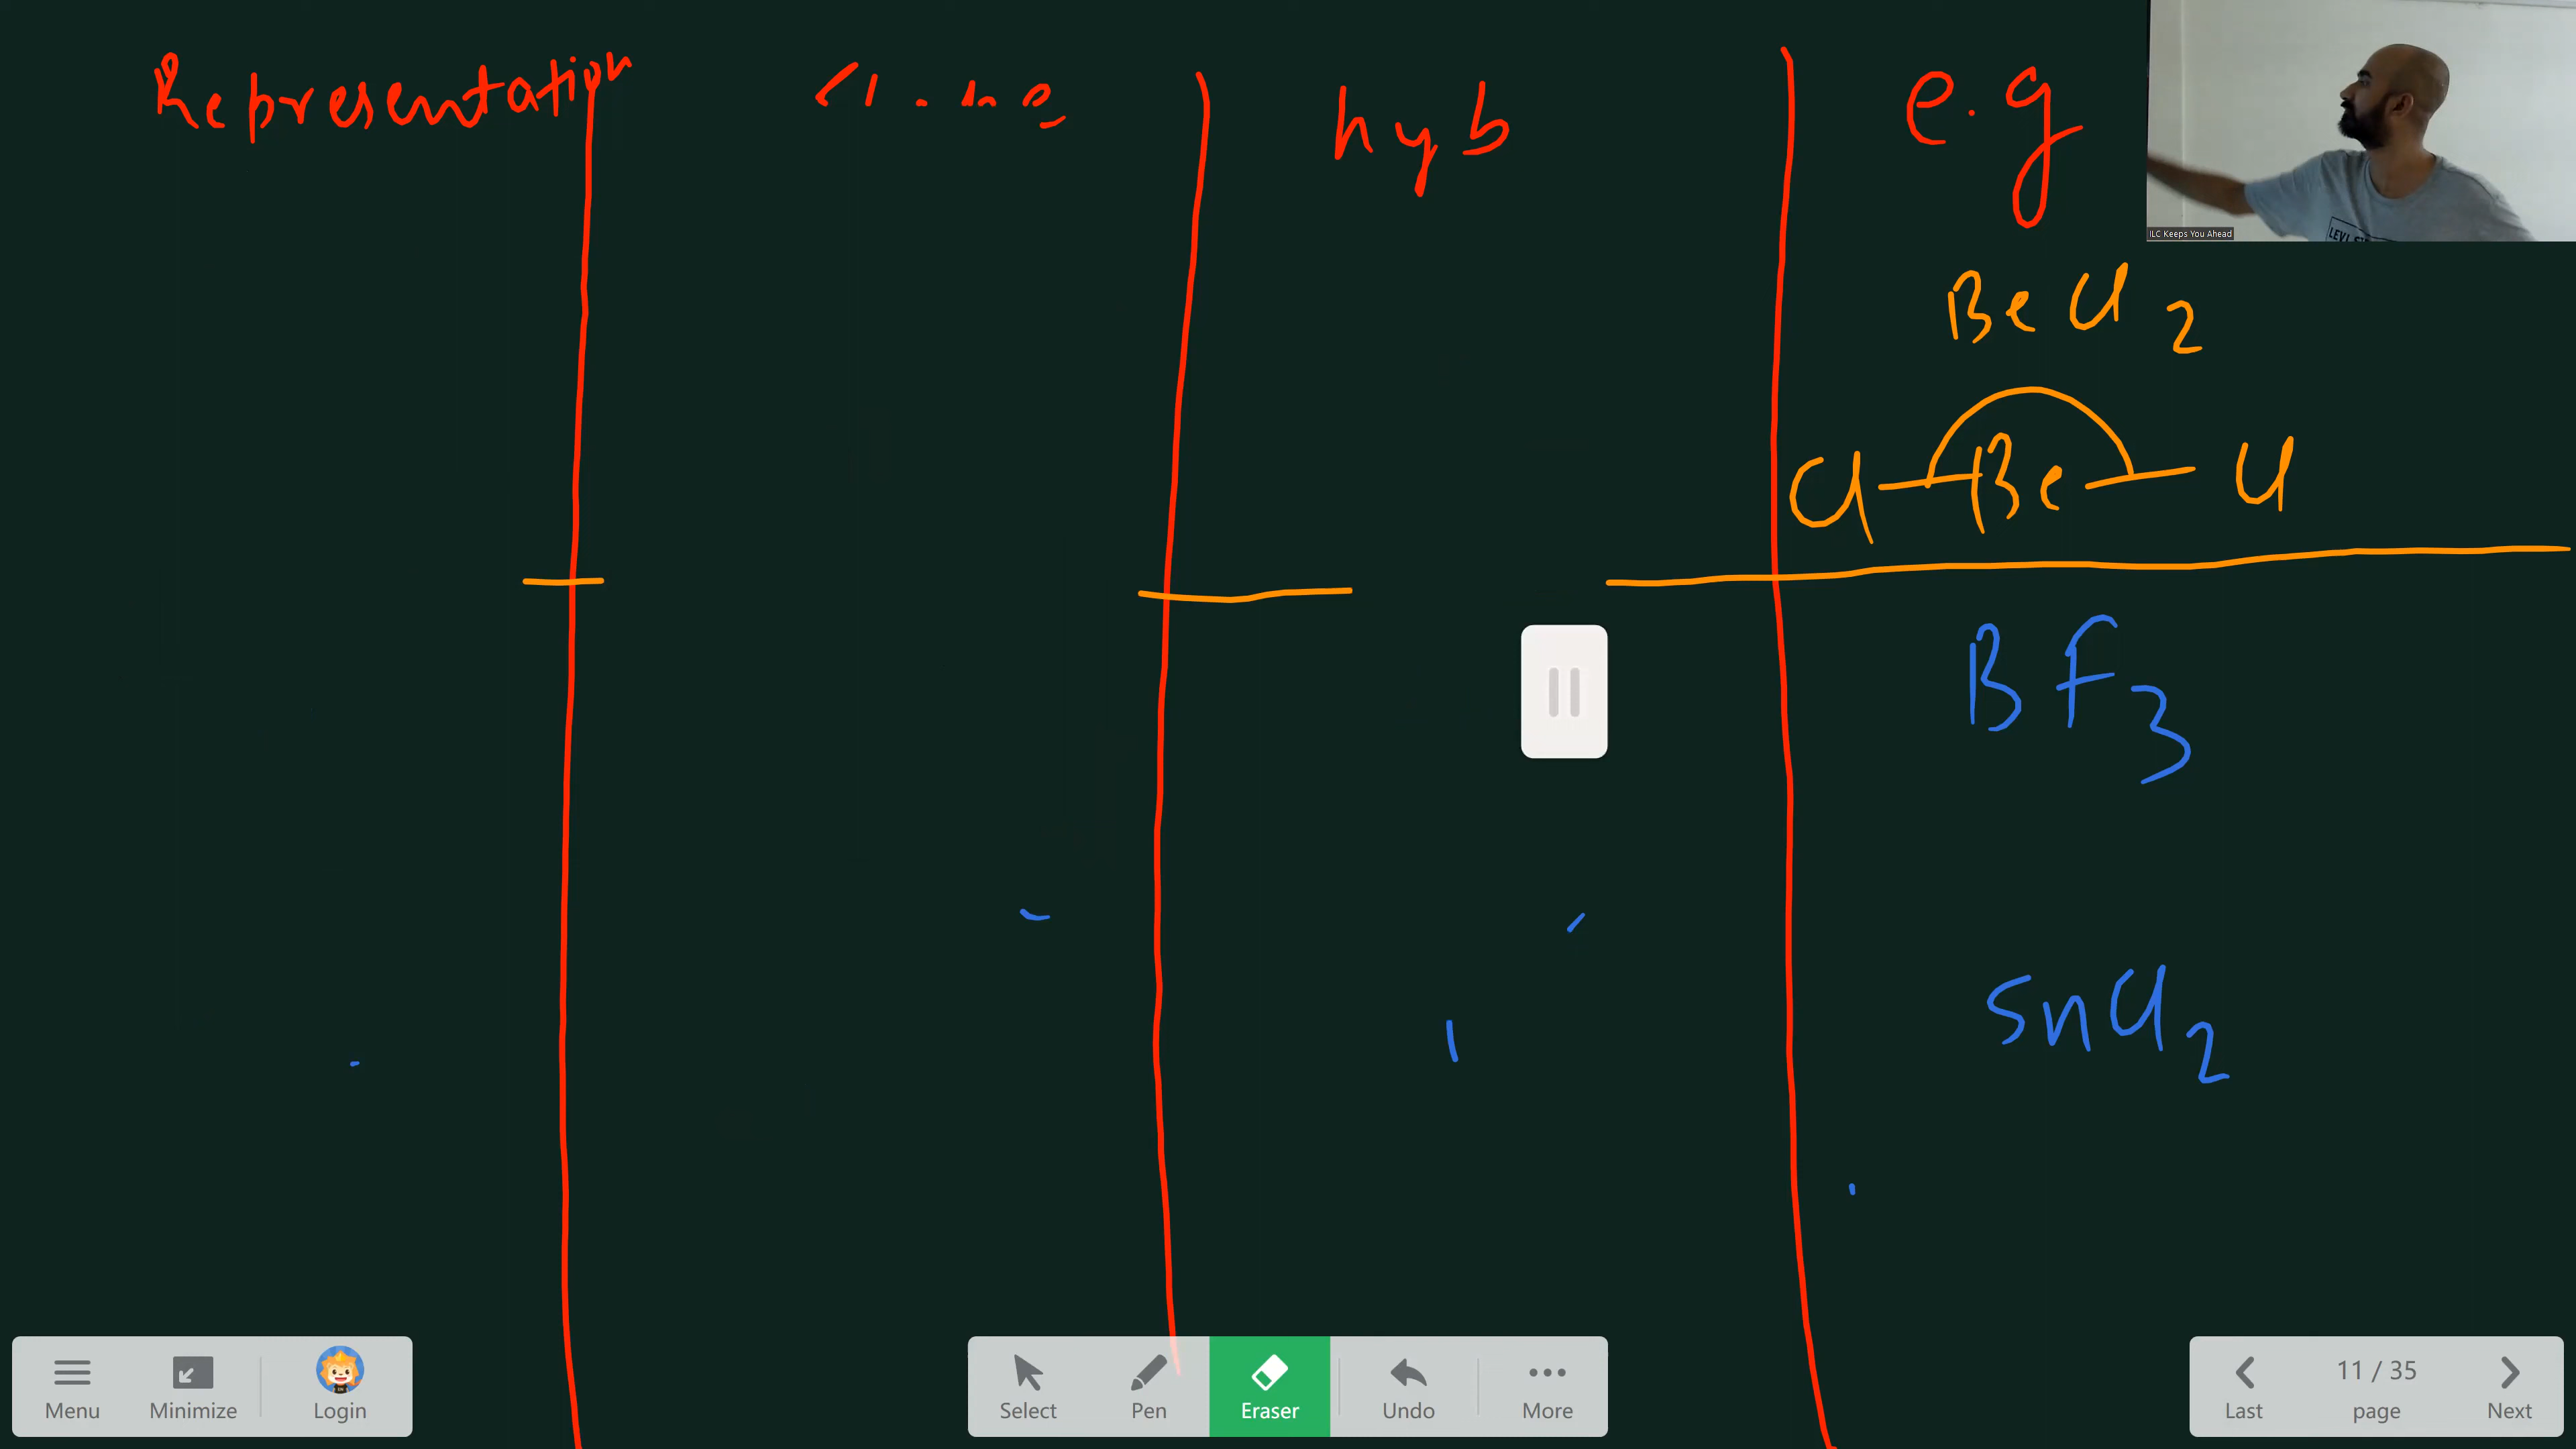 Representation hyb e.g
ILC Keeps You Ahead
BeCl2
Cl-Be-Cl
BF3
SnCl2
Menu Minimize Login Select Pen Eraser Undo More Last 11 / 35 page Next